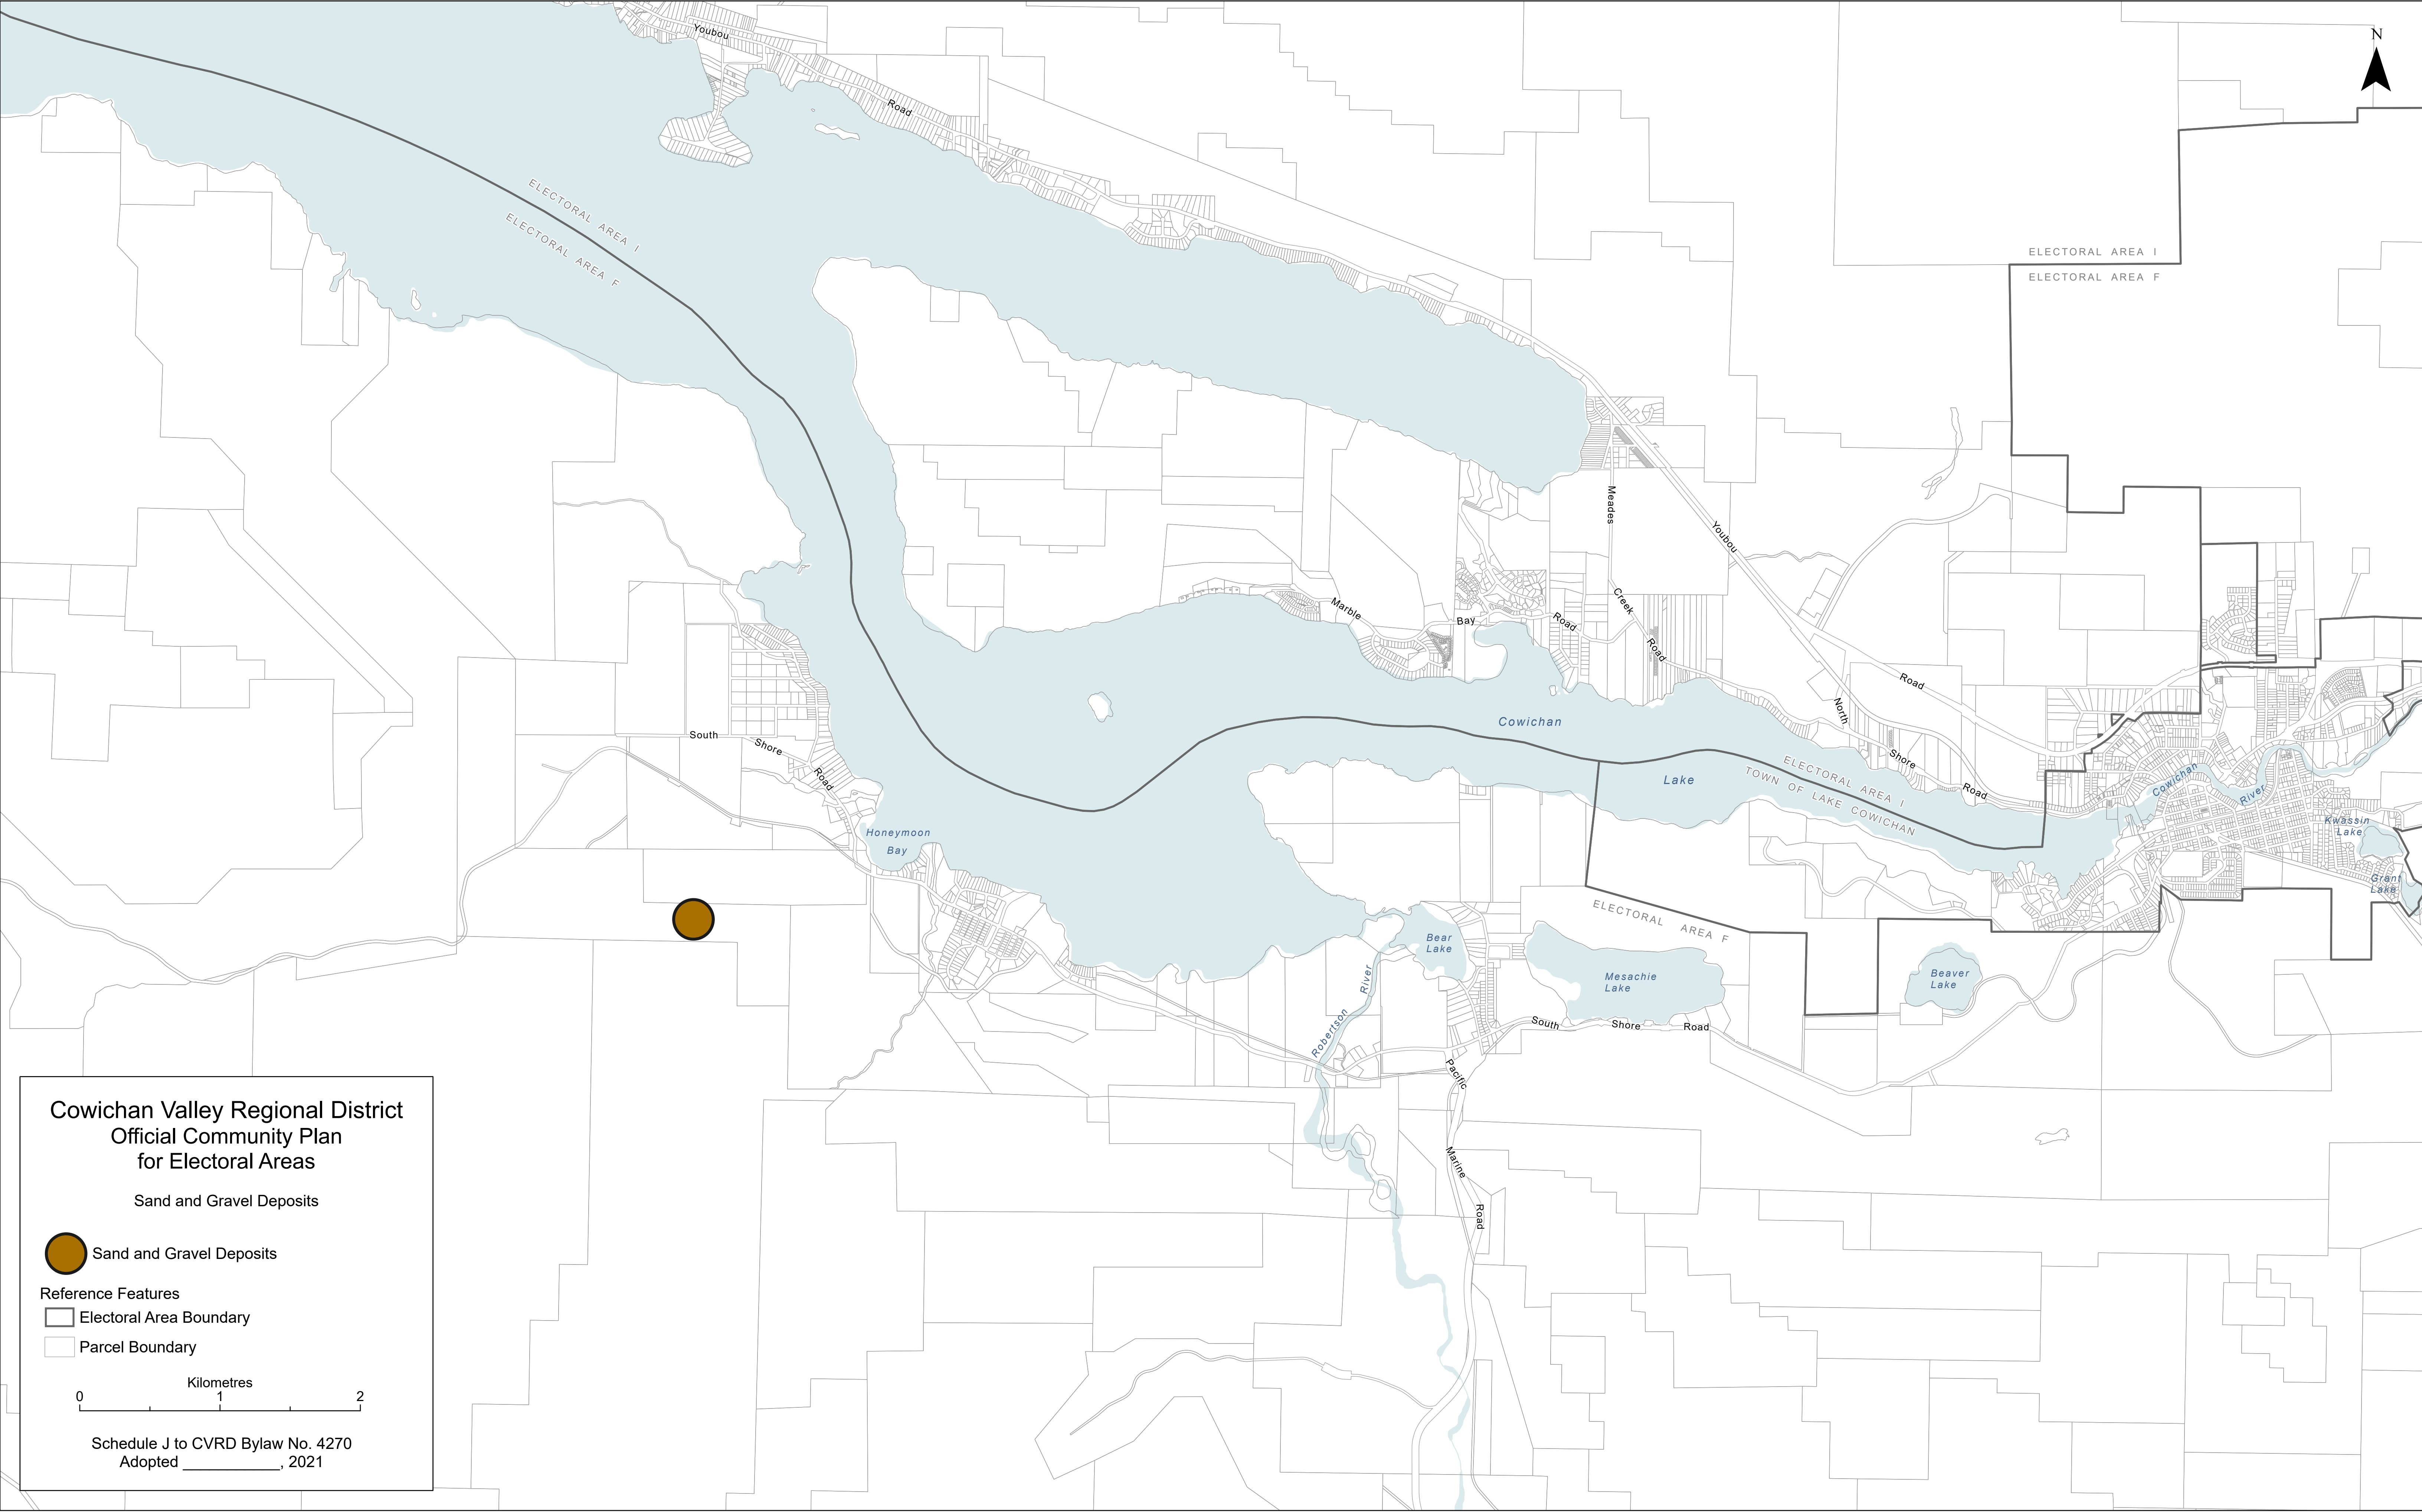 Youbou
Road
N
ELECTORAL AREA I
ELECTORAL AREA F
ELECTORAL AREA I
ELECTORAL AREA F
Meades
Creek
Road
Youbou
Road
Marble
Bay
Road
North
Shore
Road
Cowichan
Lake
ELECTORAL AREA I
TOWN OF LAKE COWICHAN
Cowichan
River
Kwassin
Lake
Grant
Lake
South
Shore
Road
Honeymoon
Bay
ELECTORAL AREA F
Bear
Lake
Mesachie
Lake
Beaver
Lake
Robertson
River
South
Shore
Road
Pacific
Marine
Road
Cowichan Valley Regional District
Official Community Plan
for Electoral Areas
Sand and Gravel Deposits
Sand and Gravel Deposits
Reference Features
Electoral Area Boundary
Parcel Boundary
Kilometres
0 1 2
Schedule J to CVRD Bylaw No. 4270
Adopted ___________, 2021